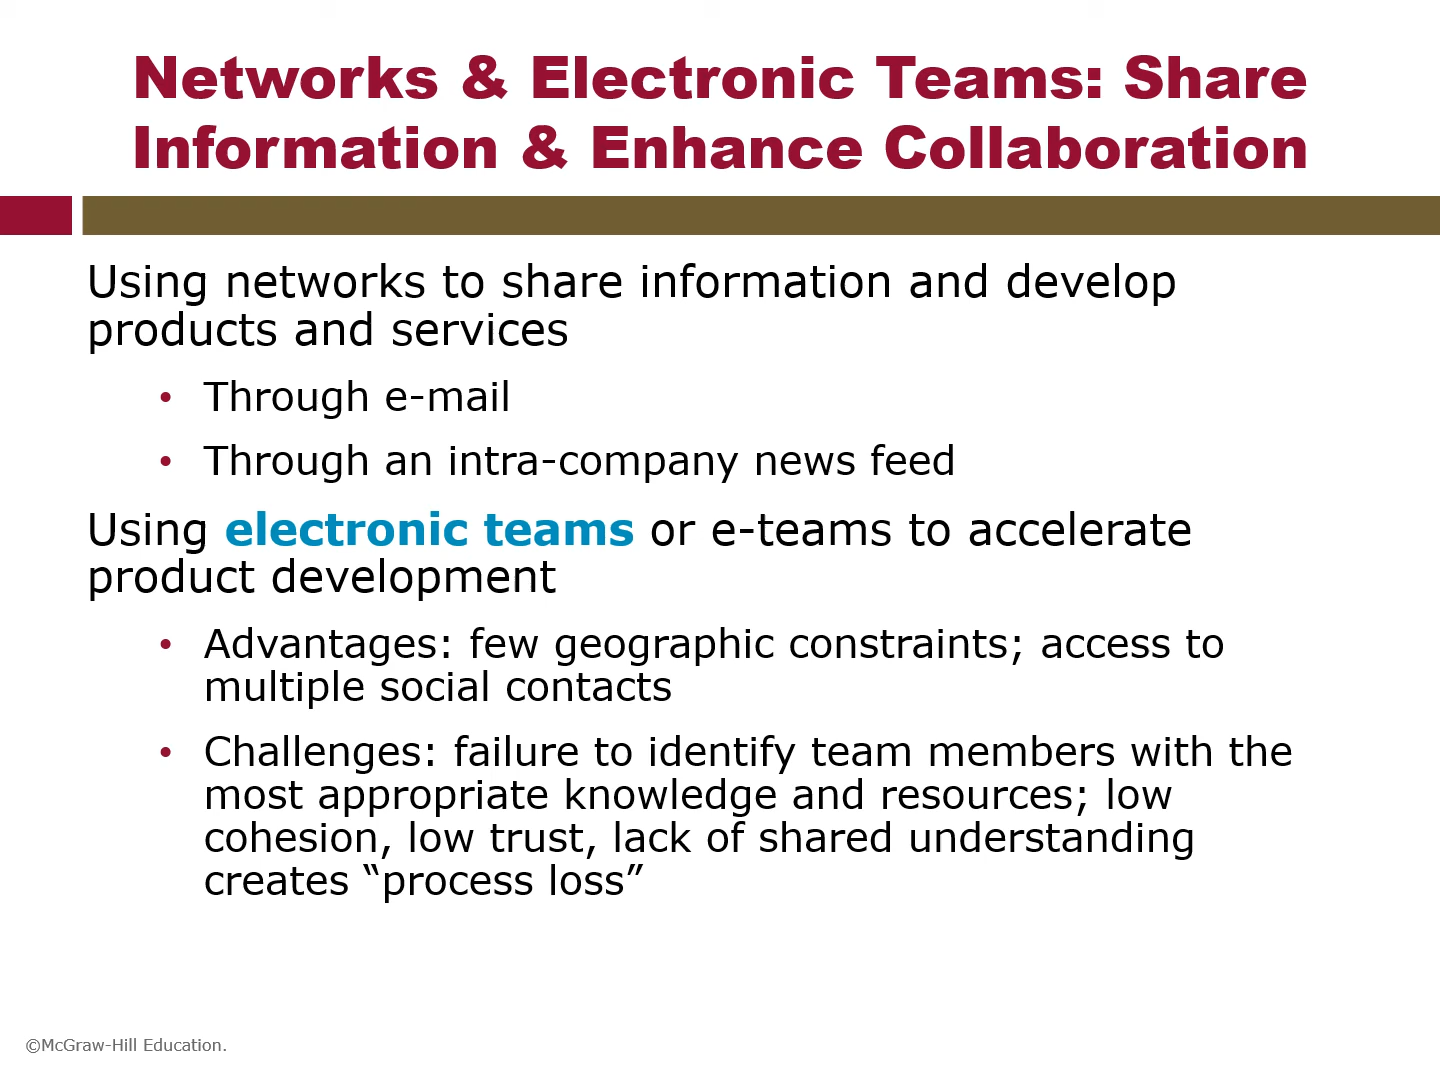 Networks & Electronic Teams: Share
Information & Enhance Collaboration
Using networks to share information and develop
products and services
• Through e-mail
• Through an intra-company news feed
Using electronic teams or e-teams to accelerate
product development
• Advantages: few geographic constraints; access to
multiple social contacts
• Challenges: failure to identify team members with the
most appropriate knowledge and resources; low
cohesion, low trust, lack of shared understanding
creates “process loss”
©McGraw-Hill Education.